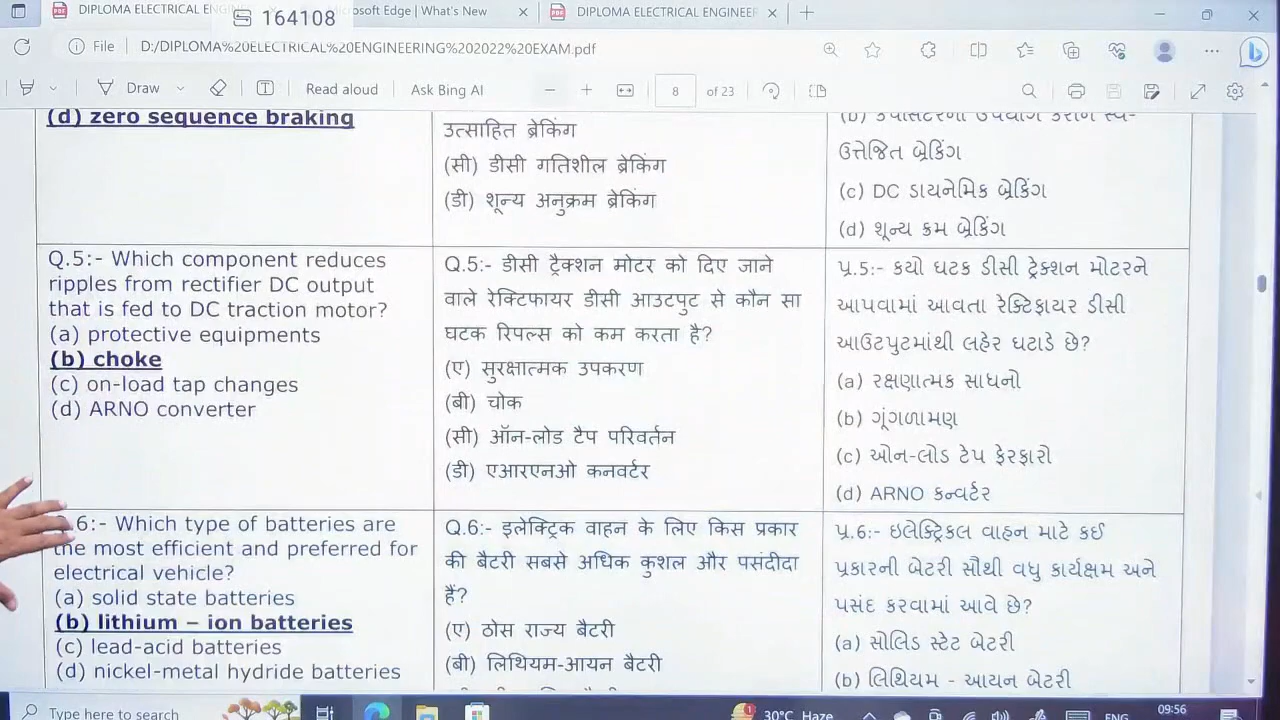 DIPLOMA ELECTRICAL ENGIN
164108
rosoft Edge | What's New
DIPLOMA ELECTRICAL ENGINEER
File
D:/DIPLOMA%20ELECTRICAL%20ENGINEERING%202022%20EXAM.pdf
Draw
Read aloud
Ask Bing AI
8
of 23
(d) zero sequence braking
उत्साहित ब्रेकिंग
(सी) डीसी गतिशील ब्रेकिंग
(डी) शून्य अनुक्रम ब्रेकिंग
ઉત્તેજિત બ્રેકિંગ
(c) DC ડાયનેમિક બ્રેકિંગ
(d) શૂન્ય ક્રમ બ્રેકિંગ
Q.5:- Which component reduces
ripples from rectifier DC output
that is fed to DC traction motor?
(a) protective equipments
(b) choke
(c) on-load tap changes
(d) ARNO converter
Q.5:- डीसी ट्रैक्शन मोटर को दिए जाने
वाले रेक्टिफायर डीसी आउटपुट से कौन सा
घटक रिपल्स को कम करता है?
(ए) सुरक्षात्मक उपकरण
(बी) चोक
(सी) ऑन-लोड टैप परिवर्तन
(डी) एआरएनओ कनवर्टर
પ્ર.5:- કયો ઘટક ડીસી ટ્રેક્શન મોટરને
આપવામાં આવતા રેક્ટિફાયર ડીસી
આઉટપુટમાંથી લહેર ઘટાડે છે?
(a) રક્ષણાત્મક સાધનો
(b) ગૂંગળામણ
(c) ઓન-લોડ ટેપ ફેરફારો
(d) ARNO કન્વર્ટર
.6:- Which type of batteries are
the most efficient and preferred for
electrical vehicle?
(a) solid state batteries
(b) lithium – ion batteries
(c) lead-acid batteries
(d) nickel-metal hydride batteries
Q.6:- इलेक्ट्रिक वाहन के लिए किस प्रकार
की बैटरी सबसे अधिक कुशल और पसंदीदा
हैं?
(ए) ठोस राज्य बैटरी
(बी) लिथियम-आयन बैटरी
પ્ર.6:- ઇલેક્ટ્રિકલ વાહન માટે કઈ
પ્રકારની બેટરી સૌથી વધુ કાર્યક્ષમ અને
પસંદ કરવામાં આવે છે?
(a) સોલિડ સ્ટેટ બેટરી
(b) લિથિયમ - આયન બેટરી
Type here to search
1
30°C Haze
ENG
09:56